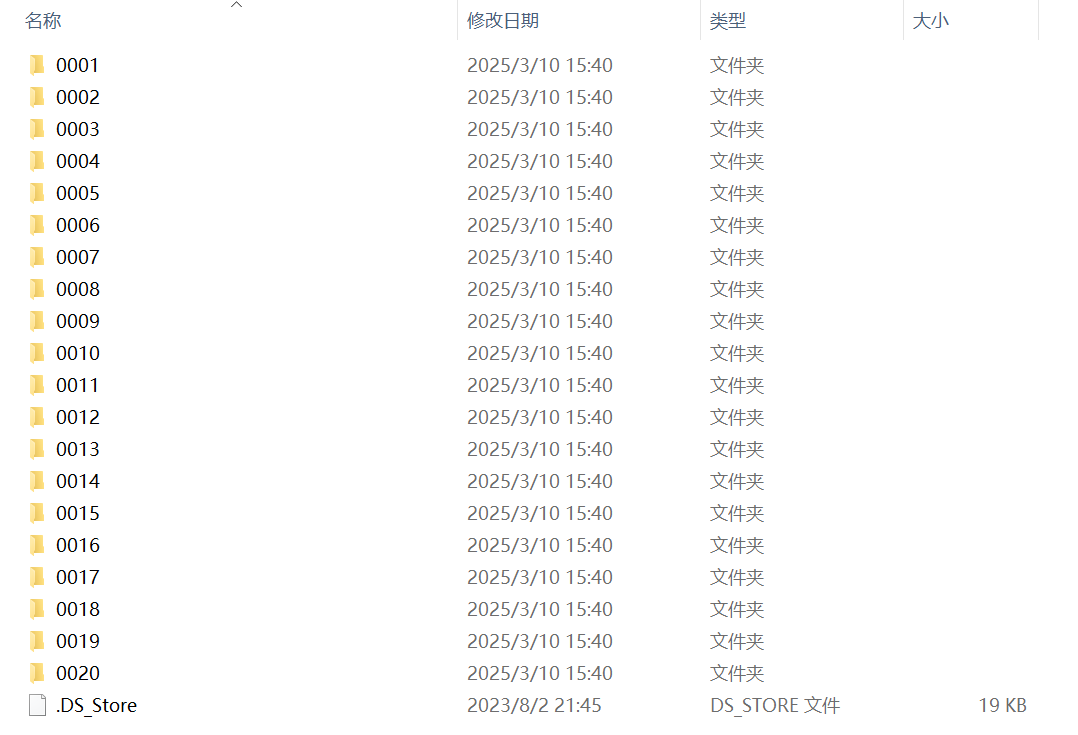 名称 修改日期 类型 大小
0001 2025/3/10 15:40 文件夹
0002 2025/3/10 15:40 文件夹
0003 2025/3/10 15:40 文件夹
0004 2025/3/10 15:40 文件夹
0005 2025/3/10 15:40 文件夹
0006 2025/3/10 15:40 文件夹
0007 2025/3/10 15:40 文件夹
0008 2025/3/10 15:40 文件夹
0009 2025/3/10 15:40 文件夹
0010 2025/3/10 15:40 文件夹
0011 2025/3/10 15:40 文件夹
0012 2025/3/10 15:40 文件夹
0013 2025/3/10 15:40 文件夹
0014 2025/3/10 15:40 文件夹
0015 2025/3/10 15:40 文件夹
0016 2025/3/10 15:40 文件夹
0017 2025/3/10 15:40 文件夹
0018 2025/3/10 15:40 文件夹
0019 2025/3/10 15:40 文件夹
0020 2025/3/10 15:40 文件夹
.DS_Store 2023/8/2 21:45 DS_STORE 文件 19 KB